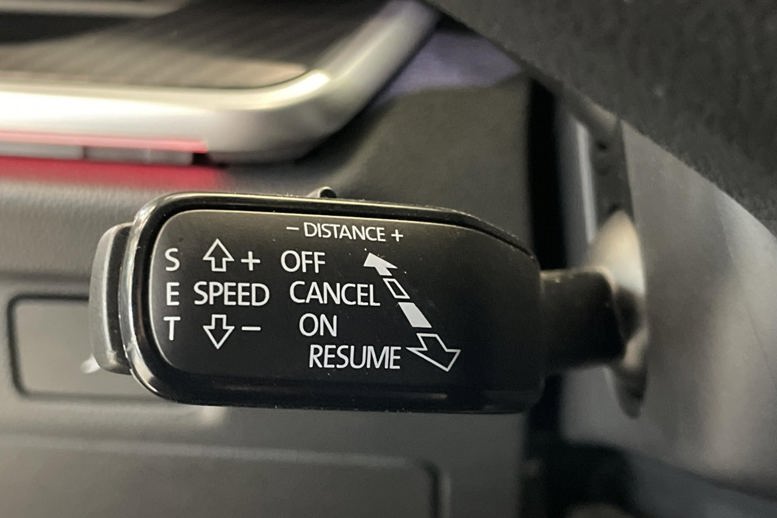 − DISTANCE +
S + OFF
E SPEED CANCEL
T − ON
RESUME